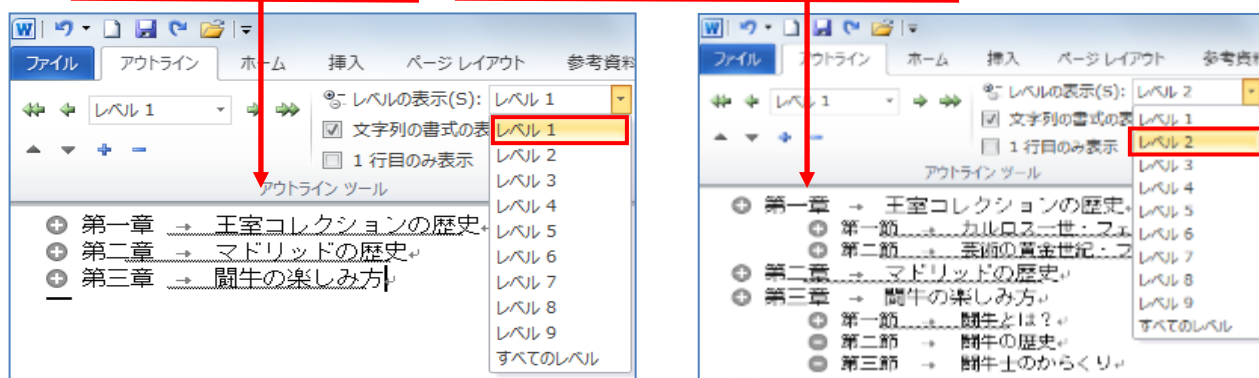 ファイル アウトライン ホーム 挿入 ページ レイアウト 参考資料
レベル 1
レベルの表示(S): レベル 1
文字列の書式の表
1 行目のみ表示
アウトライン ツール
レベル 1
レベル 2
レベル 3
レベル 4
レベル 5
レベル 6
レベル 7
レベル 8
レベル 9
すべてのレベル
第一章 → 王室コレクションの歴史
第二章 → マドリッドの歴史
第三章 → 闘牛の楽しみ方
ファイル アウトライン ホーム 挿入 ページ レイアウト 参考資料
レベル 1
レベルの表示(S): レベル 2
文字列の書式の表
1 行目のみ表示
アウトライン ツール
レベル 1
レベル 2
レベル 3
レベル 4
レベル 5
レベル 6
レベル 7
レベル 8
レベル 9
すべてのレベル
第一章 → 王室コレクションの歴史
第一節 → カルロス一世・フェ
第二節 → 芸術の黄金世紀・フ
第二章 → マドリッドの歴史
第三章 → 闘牛の楽しみ方
第一節 → 闘牛とは？
第二節 → 闘牛の歴史
第三節 → 闘牛士のからくり